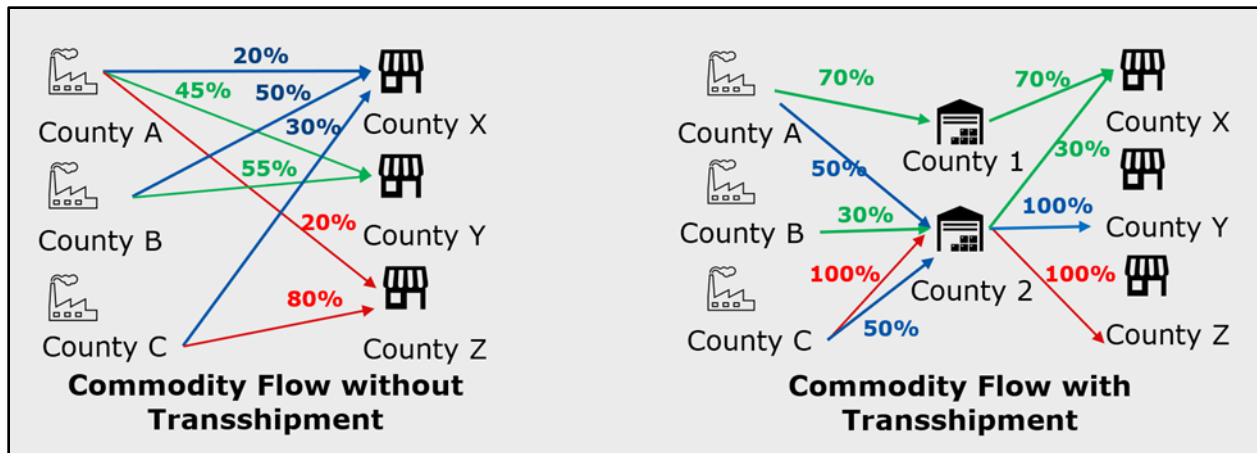 20%
45%
50%
County A
30%
County X
55%
County B
20%
County Y
80%
County C
County Z
Commodity Flow without
Transshipment
70%
70%
County A
County X
County 1
50%
30%
30%
100%
County B
County Y
100%
100%
County 2
50%
County C
County Z
Commodity Flow with
Transshipment